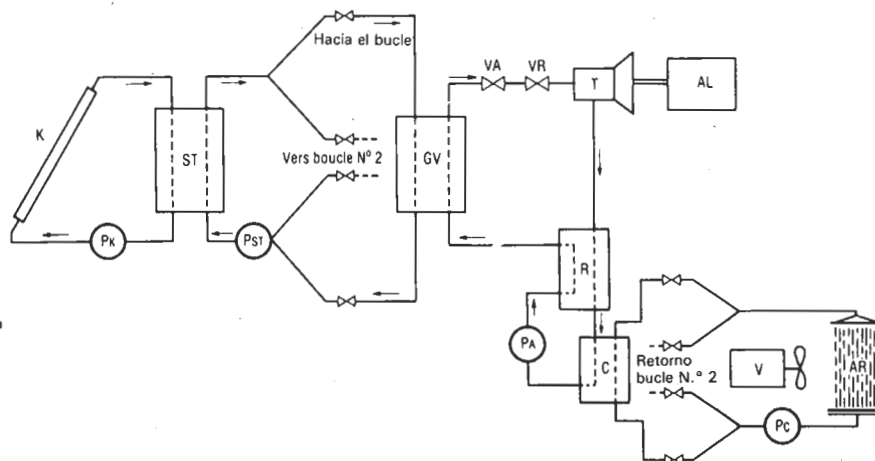 Hacia el bucle
VA
VR
T
AL
K
ST
Vers boucle N° 2
GV
PK
PST
R
PA
C
Retorno
bucle N.° 2
V
AR
PC